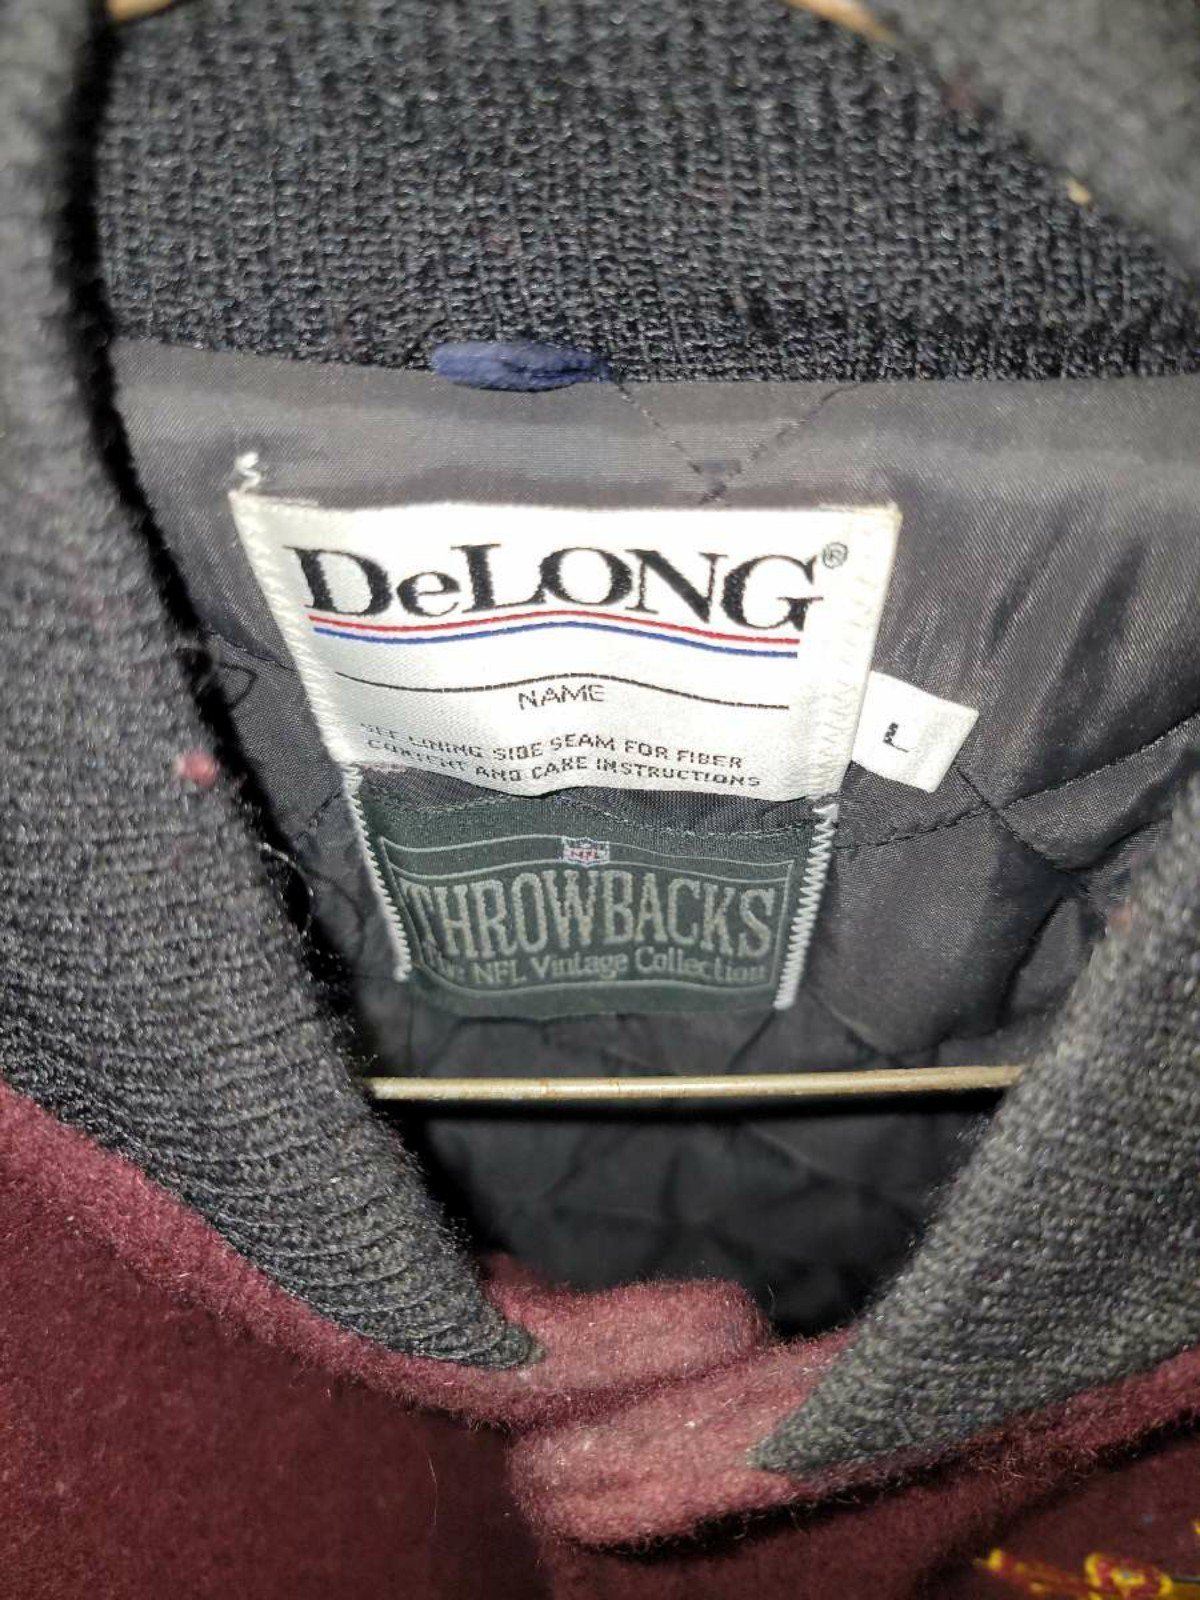 DeLONG®
NAME
SEE LINING SIDE SEAM FOR FIBER
CONTENT AND CARE INSTRUCTIONS
L
NFL
THROWBACKS
The NFL Vintage Collection